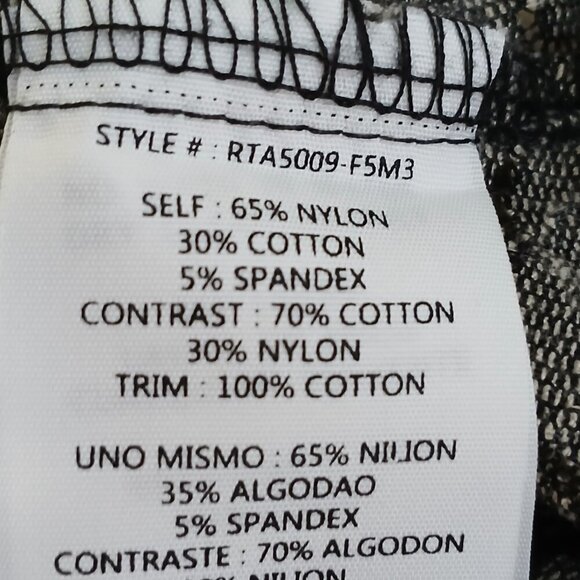 STYLE # : RTA5009-F5M3
SELF : 65% NYLON
30% COTTON
5% SPANDEX
CONTRAST : 70% COTTON
30% NYLON
TRIM : 100% COTTON
UNO MISMO : 65% NILION
35% ALGODAO
5% SPANDEX
CONTRASTE : 70% ALGODON
NILION